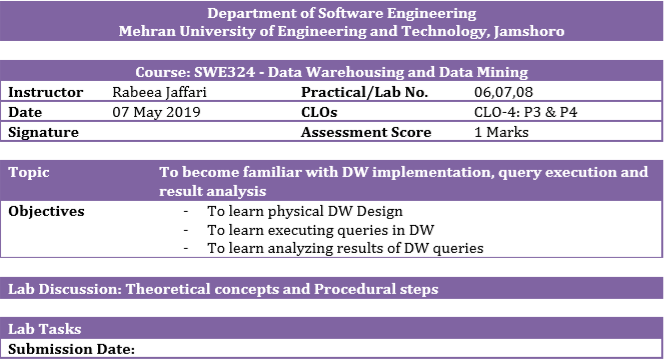 Department of Software Engineering
Mehran University of Engineering and Technology, Jamshoro
Course: SWE324 - Data Warehousing and Data Mining
Instructor Rabeea Jaffari Practical/Lab No. 06,07,08
Date 07 May 2019 CLOs CLO-4: P3 & P4
Signature Assessment Score 1 Marks
Topic To become familiar with DW implementation, query execution and
result analysis
Objectives - To learn physical DW Design
- To learn executing queries in DW
- To learn analyzing results of DW queries
Lab Discussion: Theoretical concepts and Procedural steps
Lab Tasks
Submission Date: